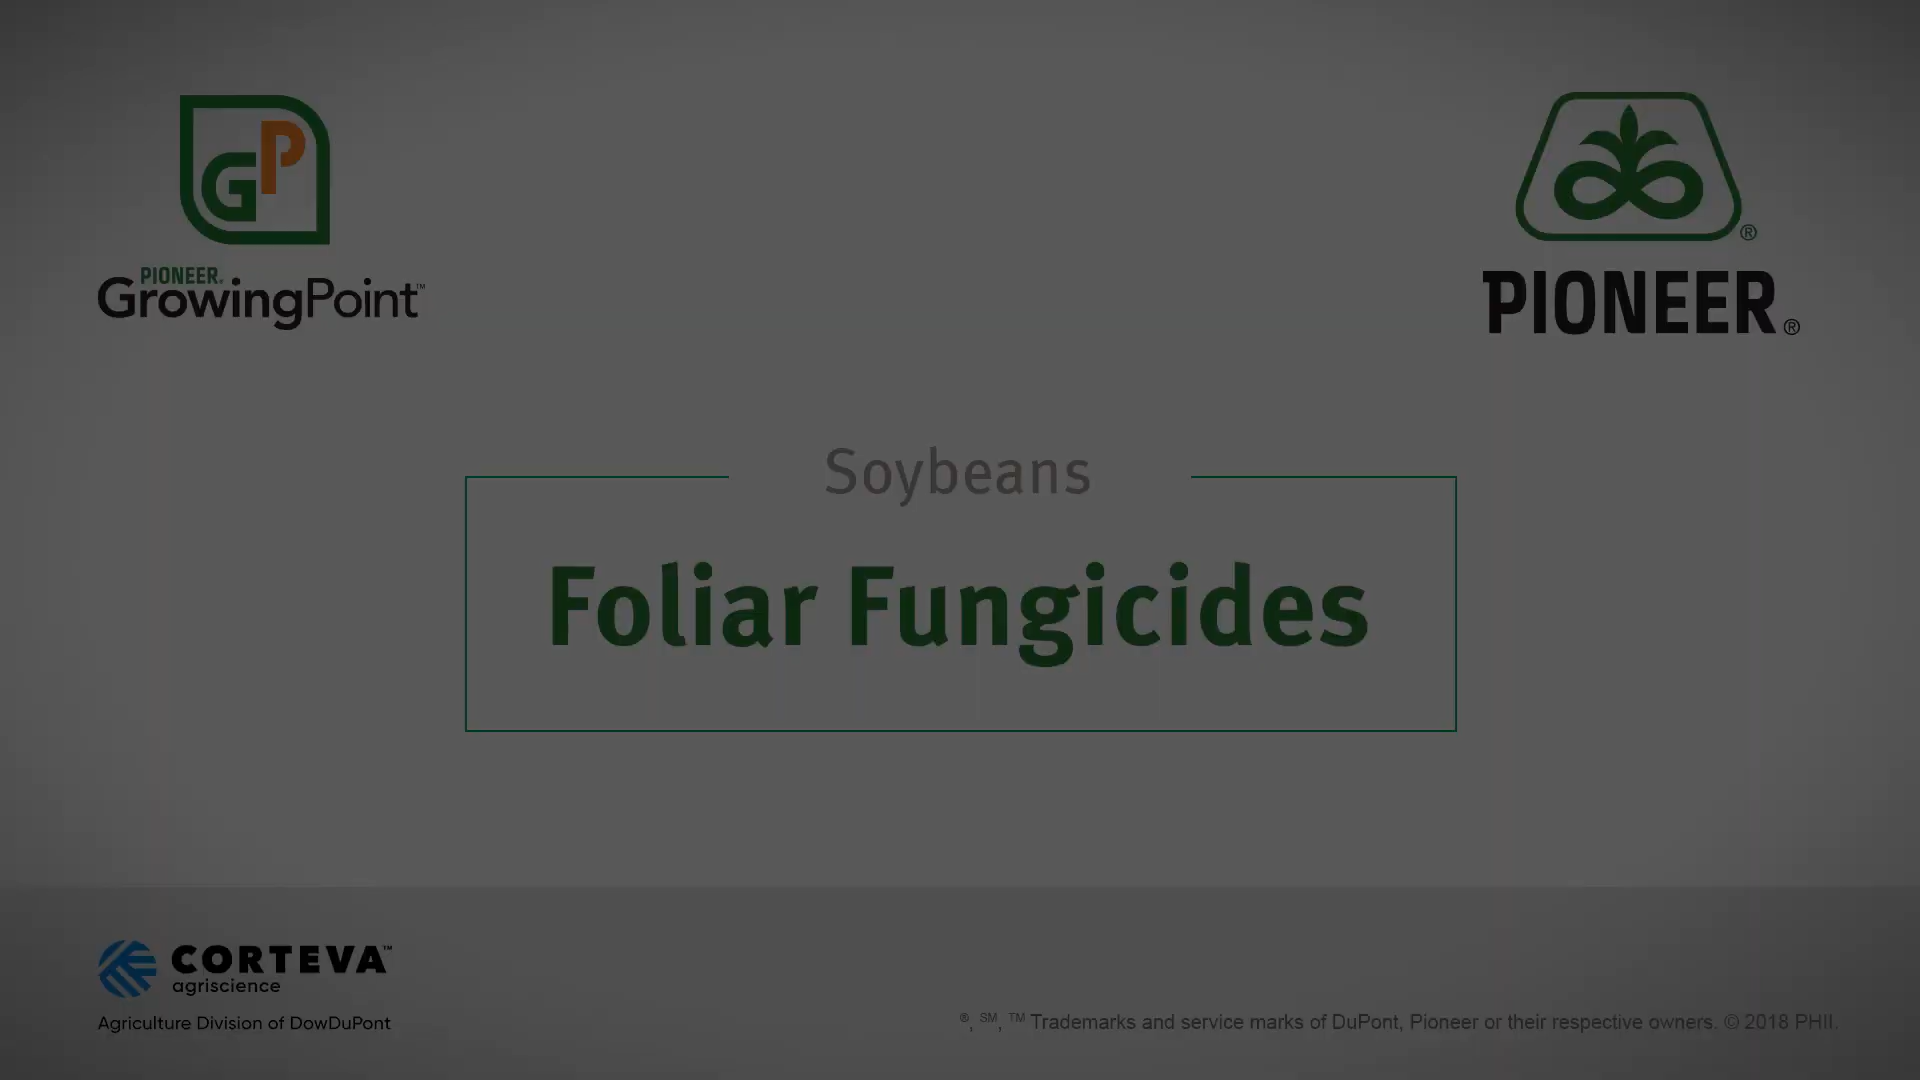 GP
PIONEER®
GrowingPoint™
®
PIONEER®
Soybeans
Foliar Fungicides
CORTEVA™
agriscience
Agriculture Division of DowDuPont
®, SM, TM Trademarks and service marks of DuPont, Pioneer or their respective owners. © 2018 PHII.